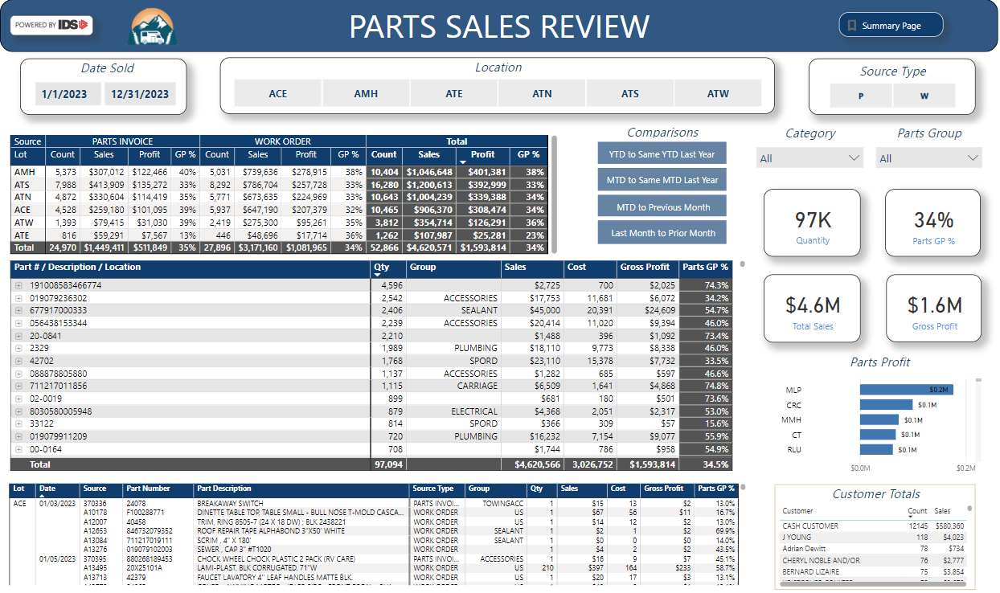 POWERED BY IDS
PARTS SALES REVIEW
Summary Page
Date Sold
1/1/2023 12/31/2023
Location
ACE AMH ATE ATN ATS ATW
Source Type
P W
Source PARTS INVOICE WORK ORDER Total
Lot Count Sales Profit GP % Count Sales Profit GP % Count Sales Profit GP %
AMH 5,373 $307,012 $122,466 40% 5,031 $739,636 $278,915 38% 10,404 $1,046,648 $401,381 38%
ATS 7,988 $413,909 $135,272 33% 8,292 $786,704 $257,728 33% 16,280 $1,200,613 $392,999 33%
ATN 4,872 $330,604 $114,419 35% 5,771 $673,635 $224,969 33% 10,643 $1,004,239 $339,388 34%
ACE 4,528 $259,180 $101,095 39% 5,937 $647,190 $207,379 32% 10,465 $906,370 $308,474 34%
ATW 1,393 $79,415 $31,030 39% 2,419 $275,300 $95,261 35% 3,812 $354,714 $126,291 36%
ATE 816 $59,291 $7,567 13% 446 $48,696 $17,714 36% 1,262 $107,987 $25,281 23%
Total 24,970 $1,449,411 $511,849 35% 27,896 $3,171,160 $1,081,965 34% 52,866 $4,620,571 $1,593,814 34%
Comparisons
YTD to Same YTD Last Year
MTD to Same MTD Last Year
MTD to Previous Month
Last Month to Prior Month
Category Parts Group
All All
97K 34%
Quantity Parts GP %
$4.6M $1.6M
Total Sales Gross Profit
Part # / Description / Location Qty Group Sales Cost Gross Profit Parts GP %
191008583466774 4,596 $2,725 700 $2,025 74.3%
019079236302 2,542 ACCESSORIES $17,753 11,681 $6,072 34.2%
677917000333 2,406 SEALANT $45,000 20,391 $24,609 54.7%
056438153344 2,239 ACCESSORIES $20,414 11,020 $9,394 46.0%
20-0841 2,210 $1,488 396 $1,092 73.4%
2329 1,989 PLUMBING $18,110 9,773 $8,338 46.0%
42702 1,768 SPORD $23,110 15,378 $7,732 33.5%
088878805880 1,137 ACCESSORIES $1,282 685 $597 46.6%
711217011856 1,115 CARRIAGE $6,509 1,641 $4,868 74.8%
02-0019 899 $681 180 $501 73.6%
8030580005948 879 ELECTRICAL $4,368 2,051 $2,317 53.0%
33122 814 SPORD $366 309 $57 15.6%
019079911209 720 PLUMBING $16,232 7,154 $9,077 55.9%
00-0164 708 $1,744 786 $958 54.9%
Total 97,094 $4,620,566 3,026,752 $1,593,814 34.5%
Parts Profit
MLP $0.2M
CRC $0.1M
MMH $0.1M
CT $0.1M
RLU $0.1M
$0.0M $0.2M
Lot Date Source Part Number Part Description Source Type Group Qty Sales Cost Gross Profit Parts GP %
ACE 01/03/2023 370336 24078 BREAKAWAY SWITCH PARTS INVOI... TOWINGACC 1 $15 13 $2 13.0%
A10178 F100288771 DINETTE TABLE TOP, TABLE SMALL - BULL NOSE T-MOLD CASCA... WORK ORDER US 1 $67 56 $11 16.7%
A12007 40458 TRIM, RING 8505-7 (24 X 18 DW) ; BLK 2438221 WORK ORDER US 1 $14 12 $2 13.0%
A12653 846732079352 ROOF REPAIR TAPE ALPHABOND 3"X50' WHITE WORK ORDER SEALANT 1 $2 1 $2 69.9%
A13084 711217019111 SCRIM , 4" X 180' WORK ORDER SEALANT 1 $0 0 $0 14.0%
A13276 019079102003 SEWER , CAP 3" #T1020 WORK ORDER 1 $4 2 $2 43.5%
01/05/2023 370395 880268189453 CHOCK WHEEL CHOCK PLASTIC 2 PACK (RV CARE) PARTS INVOI... ACCESSORIES 1 $16 9 $7 45.1%
A13495 20X25101A LAMI-PLAST, BLK CORRUGATED, 71"W WORK ORDER US 210 $397 164 $233 58.7%
A13713 42379 FAUCET LAVATORY 4" LEAF HANDLES MATTE BLK. WORK ORDER US 1 $20 17 $3 13.1%
Customer Totals
Customer Count Sales
CASH CUSTOMER 12145 $580,360
J YOUNG 118 $4,023
Adrian Dewitt 78 $734
CHERYL NOBLE AND/OR 76 $2,777
BERNARD LIZAIRE 75 $3,854